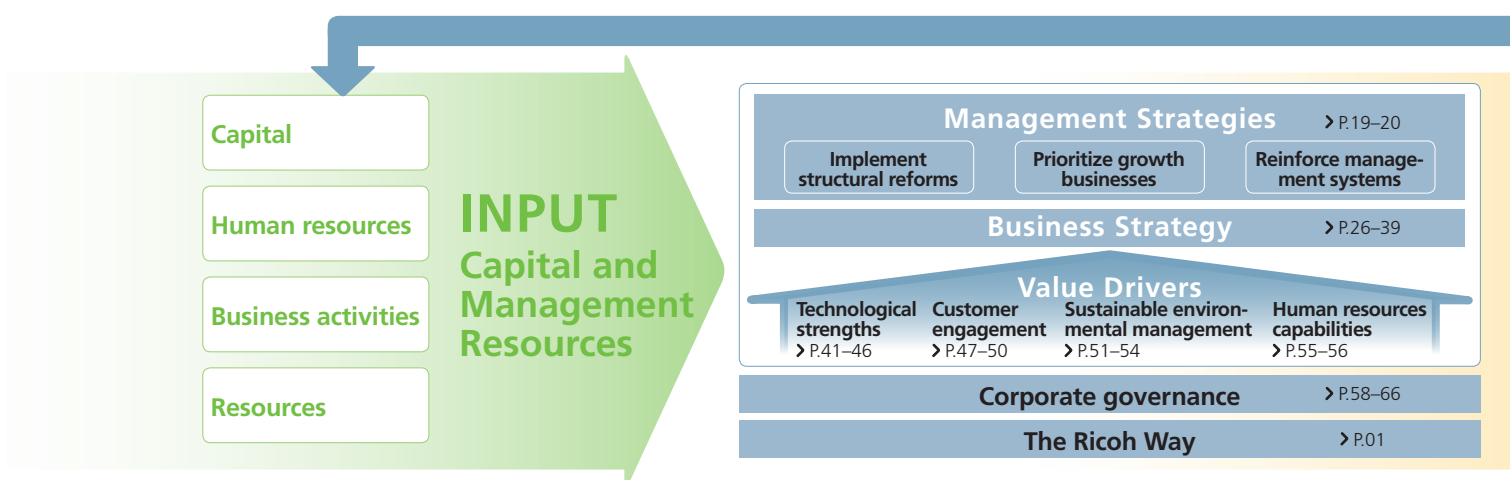 Capital
Human resources
Business activities
Resources
INPUT
Capital and
Management
Resources
Management Strategies > P.19–20
Implement
structural reforms
Prioritize growth
businesses
Reinforce manage-
ment systems
Business Strategy > P.26–39
Value Drivers
Technological
strengths
> P.41–46
Customer
engagement
> P.47–50
Sustainable environ-
mental management
> P.51–54
Human resources
capabilities
> P.55–56
Corporate governance > P.58–66
The Ricoh Way > P.01